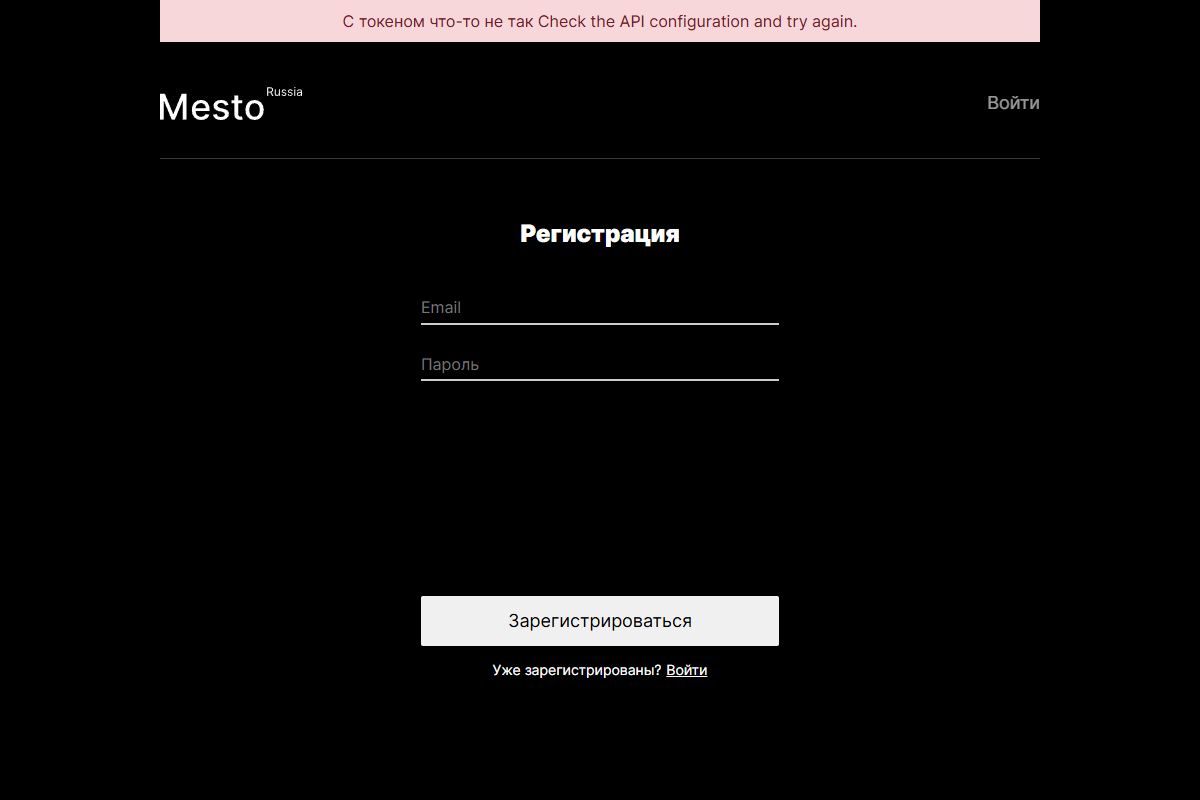 С токеном что-то не так Check the API configuration and try again.
Mesto Russia
Войти
Регистрация
Email
Пароль
Зарегистрироваться
Уже зарегистрированы? Войти